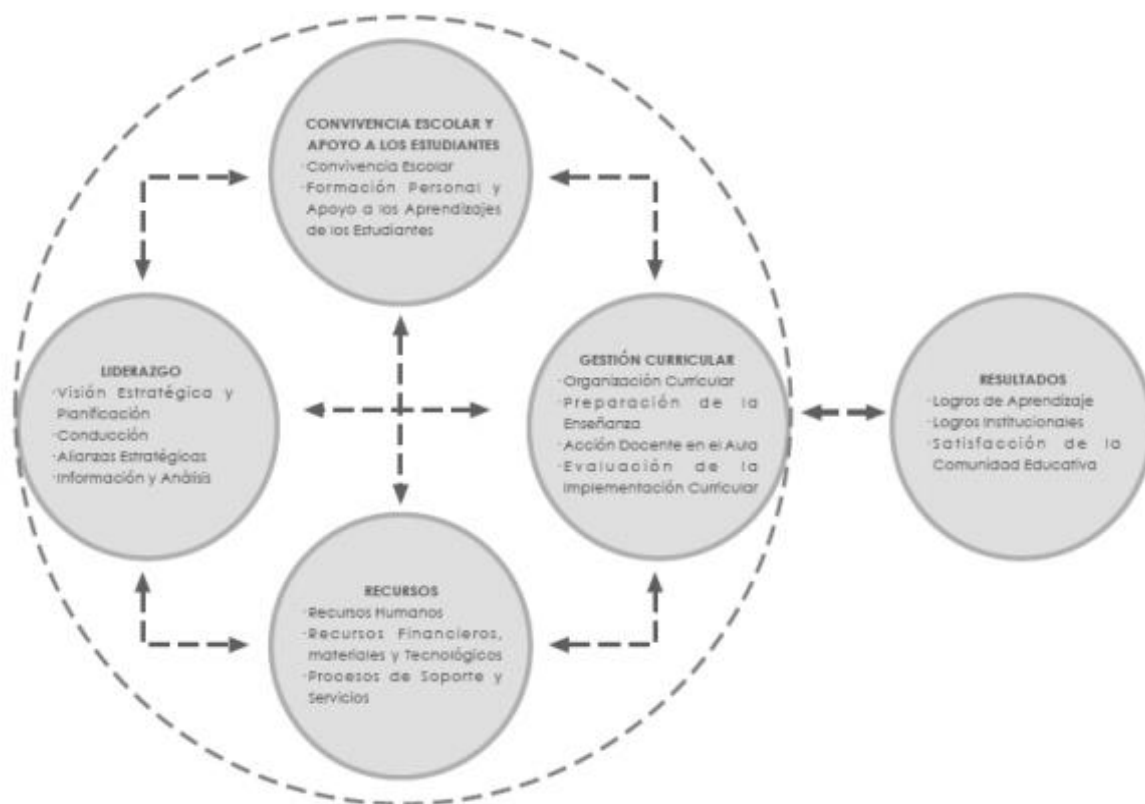 CONVIVENCIA ESCOLAR Y
APOYO A LOS ESTUDIANTES
·Convivencia Escolar
·Formación Personal y
Apoyo a los Aprendizajes
de los Estudiantes
LIDERAZGO
·Visión Estratégica y
Planificación
·Conducción
·Alianzas Estratégicas
·Información y Análisis
GESTIÓN CURRICULAR
·Organización Curricular
·Preparación de la
Enseñanza
·Acción Docente en el Aula
·Evaluación de la
Implementación Curricular
RESULTADOS
·Logros de Aprendizaje
·Logros Institucionales
·Satisfacción de la
Comunidad Educativa
RECURSOS
·Recursos Humanos
·Recursos Financieros,
materiales y Tecnológicos
·Procesos de Soporte y
Servicios